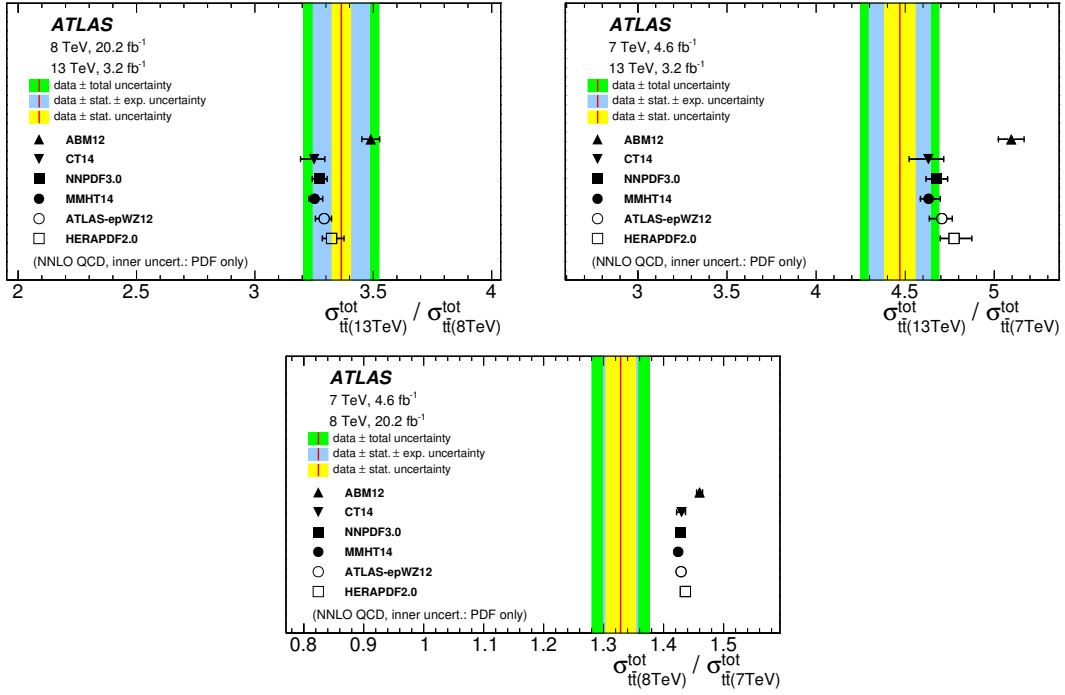 ATLAS
8 TeV, 20.2 fb⁻¹
13 TeV, 3.2 fb⁻¹
data ± total uncertainty
data ± stat. ± exp. uncertainty
data ± stat. uncertainty
ABM12
CT14
NNPDF3.0
MMHT14
ATLAS-epWZ12
HERAPDF2.0
(NNLO QCD, inner uncert.: PDF only)
2 2.5 3 3.5 4
σ^tot_tt̄(13TeV) / σ^tot_tt̄(8TeV)
ATLAS
7 TeV, 4.6 fb⁻¹
13 TeV, 3.2 fb⁻¹
data ± total uncertainty
data ± stat. ± exp. uncertainty
data ± stat. uncertainty
ABM12
CT14
NNPDF3.0
MMHT14
ATLAS-epWZ12
HERAPDF2.0
(NNLO QCD, inner uncert.: PDF only)
3 3.5 4 4.5 5
σ^tot_tt̄(13TeV) / σ^tot_tt̄(7TeV)
ATLAS
7 TeV, 4.6 fb⁻¹
8 TeV, 20.2 fb⁻¹
data ± total uncertainty
data ± stat. ± exp. uncertainty
data ± stat. uncertainty
ABM12
CT14
NNPDF3.0
MMHT14
ATLAS-epWZ12
HERAPDF2.0
(NNLO QCD, inner uncert.: PDF only)
0.8 0.9 1 1.1 1.2 1.3 1.4 1.5
σ^tot_tt̄(8TeV) / σ^tot_tt̄(7TeV)